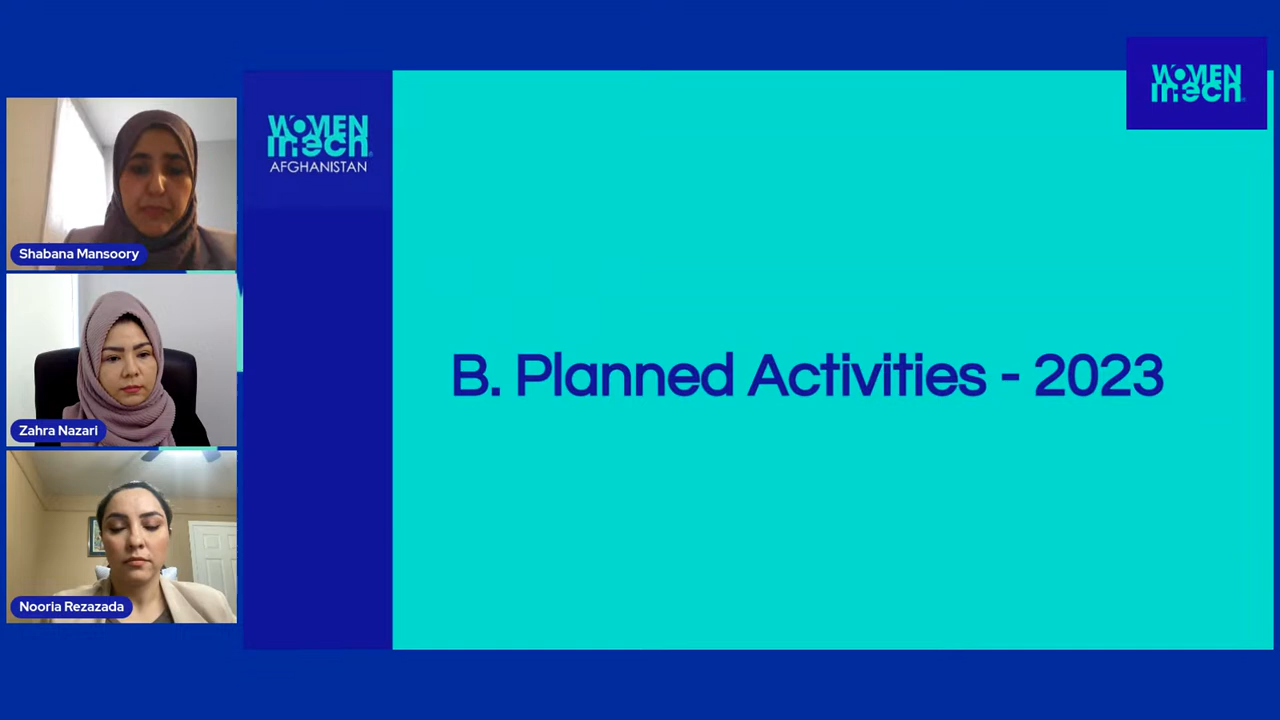 WOMEN
IN TECH
WOMEN
IN TECH
AFGHANISTAN
Shabana Mansoory
B. Planned Activities - 2023
Zahra Nazari
Nooria Rezazada